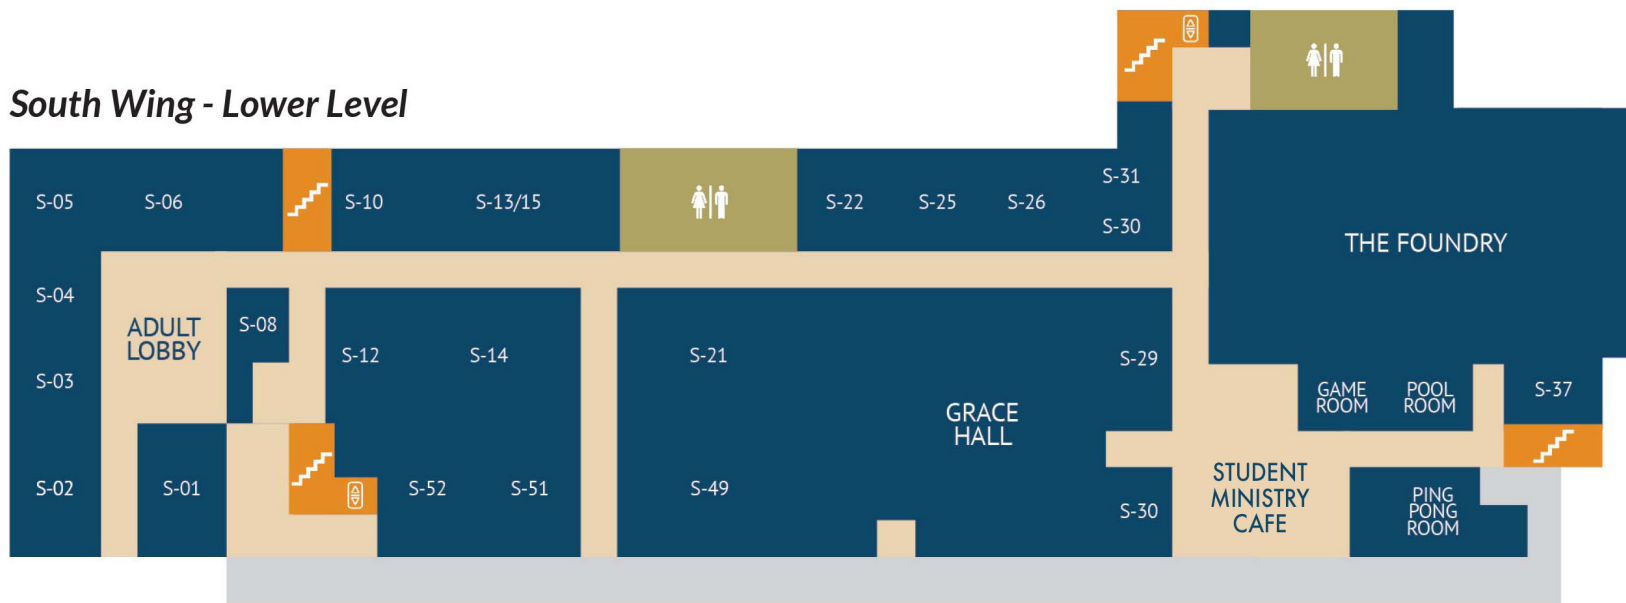 South Wing - Lower Level
S-05
S-06
S-10
S-13/15
S-22
S-25
S-26
S-31
S-30
THE FOUNDRY
S-04
ADULT
LOBBY
S-08
S-03
S-12
S-14
S-21
S-29
GRACE
HALL
GAME
ROOM
POOL
ROOM
S-37
S-02
S-01
S-52
S-51
S-49
S-30
STUDENT
MINISTRY
CAFE
PING
PONG
ROOM